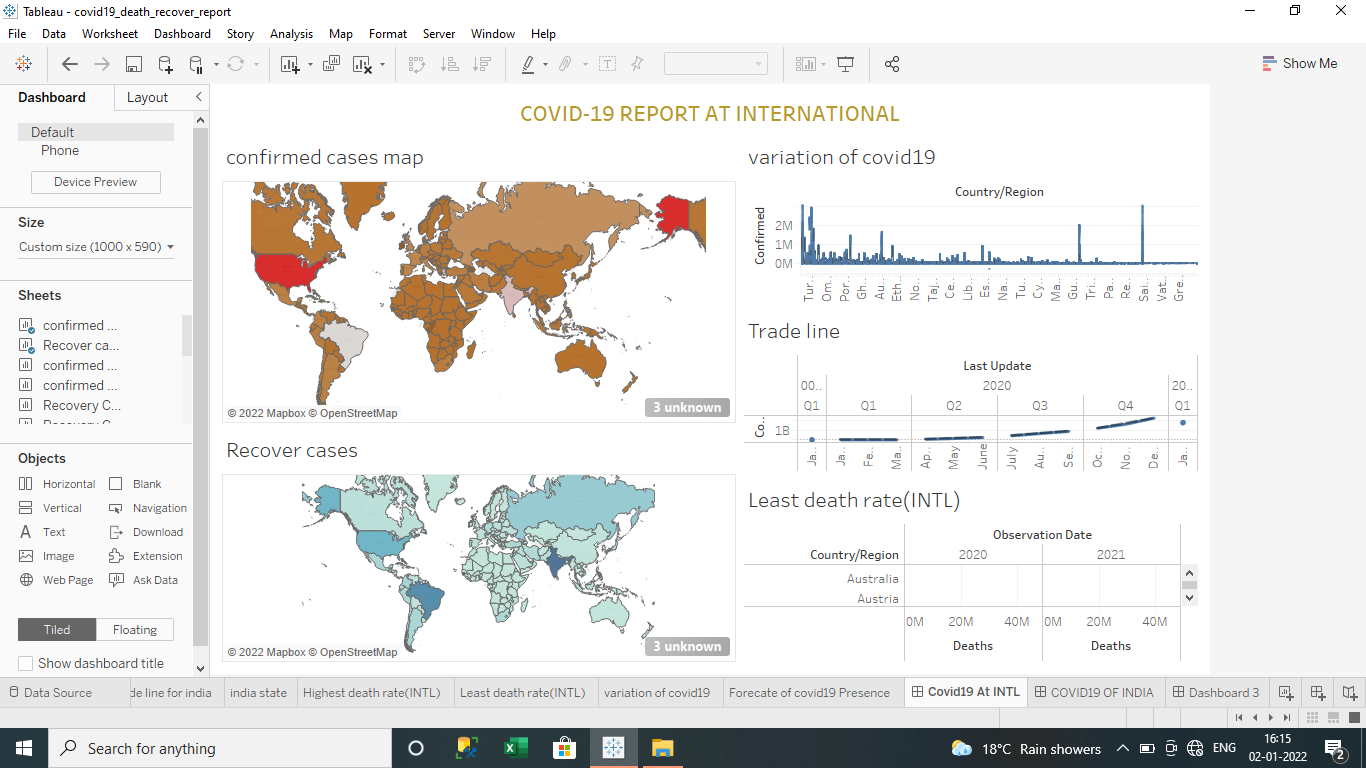 Tableau - covid19_death_recover_report
File Data Worksheet Dashboard Story Analysis Map Format Server Window Help
Show Me
Dashboard Layout
Default
Phone
Device Preview
Size
Custom size (1000 x 590)
Sheets
confirmed ...
Recover ca...
confirmed ...
confirmed ...
Recovery C...
Objects
Horizontal Blank
Vertical Navigation
Text Download
Image Extension
Web Page Ask Data
Tiled Floating
Show dashboard title
COVID-19 REPORT AT INTERNATIONAL
confirmed cases map
© 2022 Mapbox © OpenStreetMap
3 unknown
Recover cases
© 2022 Mapbox © OpenStreetMap
3 unknown
variation of covid19
Country/Region
Confirmed
2M
1M
0M
Tur.. Om.. Por.. Gh.. Au.. Eth.. No.. Taj.. Ce.. Lib.. Es.. Na.. Tu.. Cy.. Ma.. Gu.. Tri.. Pa.. Re.. Sai.. Vat.. Gre..
Trade line
Last Update
00.. 2020 20..
Q1 Q1 Q2 Q3 Q4 Q1
Co..
1B
Ja.. Ja.. Fe.. Ma.. Ap.. May June July Au.. Se.. Oc.. No.. De.. Ja..
Least death rate(INTL)
Observation Date
Country/Region 2020 2021
Australia
Austria
0M 20M 40M 0M 20M 40M
Deaths Deaths
Data Source de line for india india state Highest death rate(INTL) Least death rate(INTL) variation of covid19 Forecate of covid19 Presence Covid19 At INTL COVID19 OF INDIA Dashboard 3
Search for anything
18°C Rain showers
ENG
16:15
02-01-2022
2